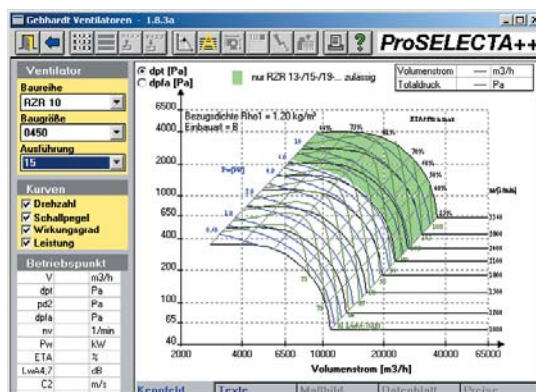 Gebhardt Ventilatoren - 1.8.3a
ProSELECTA++
Ventilator
Baureihe
RZR 10
Baugröße
0450
Ausführung
15
Kurven
Drehzahl
Schallpegel
Wirkungsgrad
Leistung
Betriebspunkt
V m3/h
dpt Pa
pd2 Pa
dpfa Pa
nv 1/min
Pw kW
ETA %
LwA4,7 dB
C2 m/s
dpt [Pa]
dpfa [Pa]
nur RZR 13-/15-/19-... zulässig
Volumenstrom — m3/h
Totaldruck — Pa
Bezugsdichte Rho1 = 1.20 kg/m³
Einbauart = B
6500
4000
2000
1000
650
400
200
100
65
40
2000 4000 6500 10000 20000 40000 65000
Volumenstrom [m3/h]
Kennfeld Texte Maßbild Datenblatt Preise